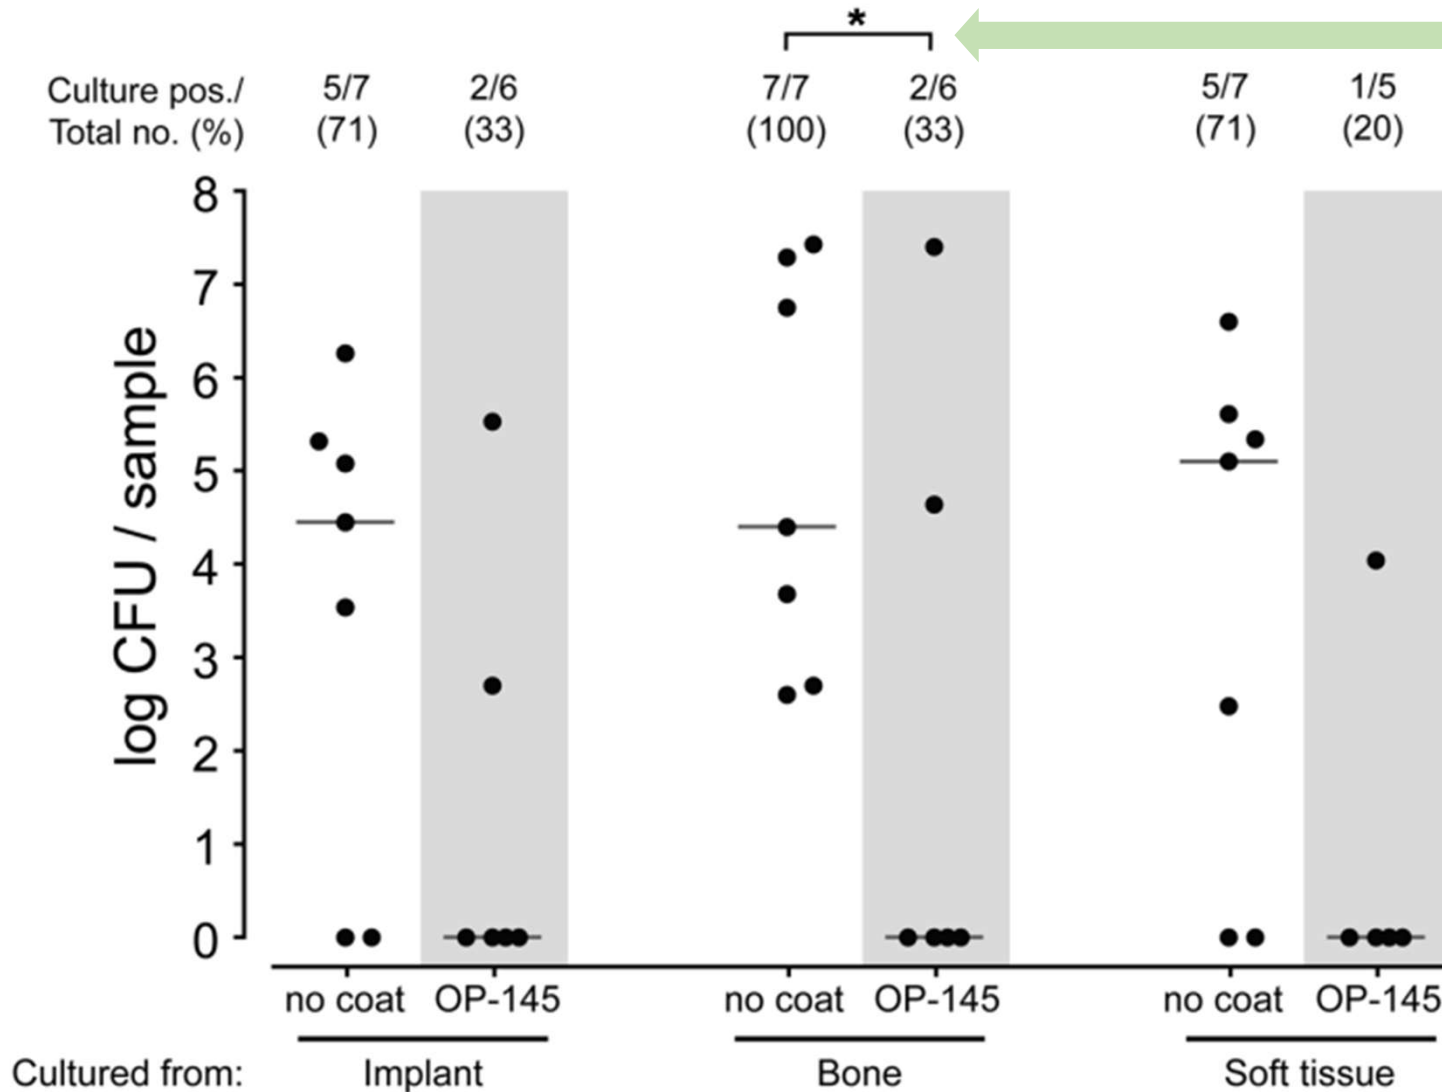 *
Culture pos./ 5/7 2/6 7/7 2/6 5/7 1/5
Total no. (%) (71) (33) (100) (33) (71) (20)
log CFU / sample
8
7
6
5
4
3
2
1
0
no coat OP-145 no coat OP-145 no coat OP-145
Cultured from: Implant Bone Soft tissue